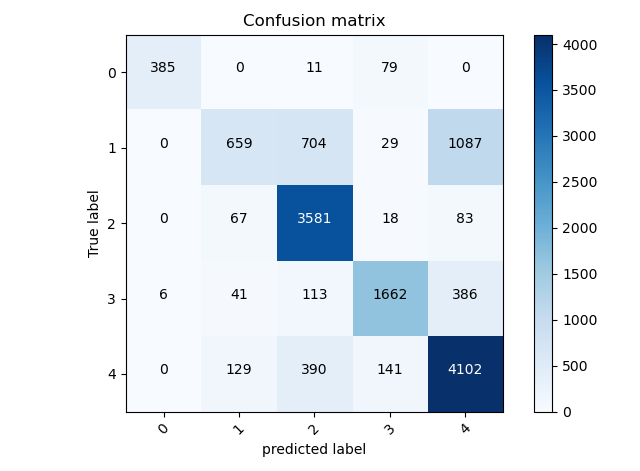 Confusion matrix
0 385 0 11 79 0
1 0 659 704 29 1087
2 0 67 3581 18 83
3 6 41 113 1662 386
4 0 129 390 141 4102
0 1 2 3 4
True label
predicted label
4000
3500
3000
2500
2000
1500
1000
500
0